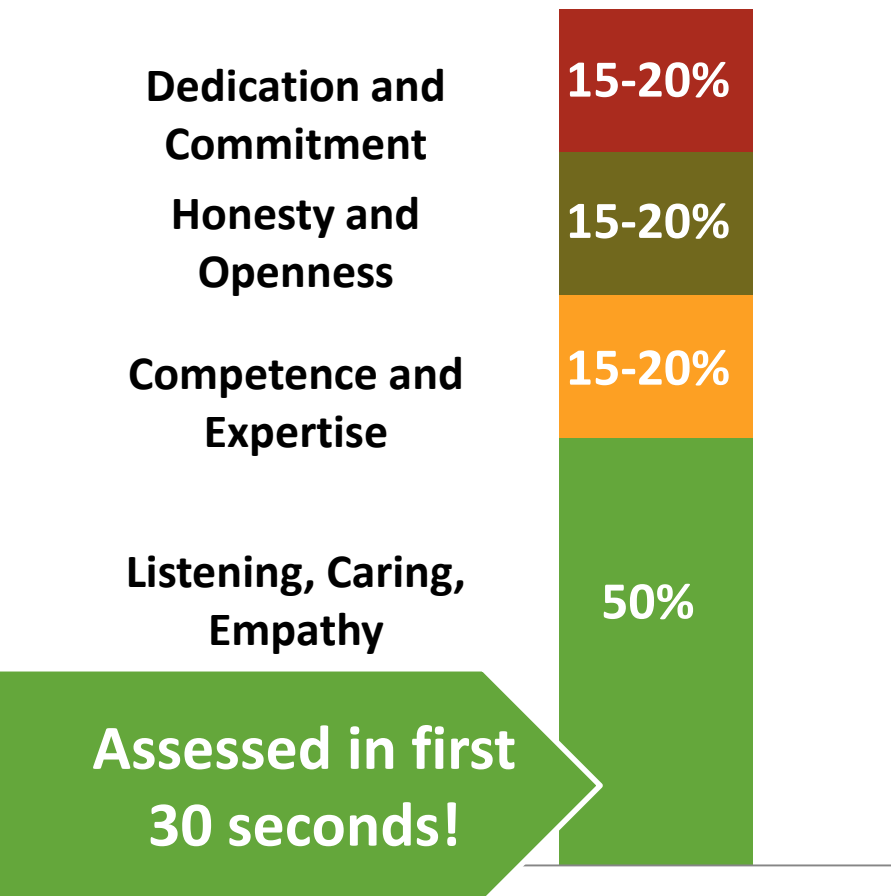 Dedication and
Commitment
15-20%
Honesty and
Openness
15-20%
Competence and
Expertise
15-20%
Listening, Caring,
Empathy
50%
Assessed in first
30 seconds!